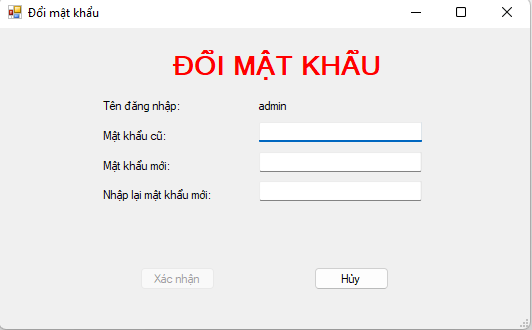 Đổi mật khẩu
ĐỔI MẬT KHẨU
Tên đăng nhập: admin
Mật khẩu cũ:
Mật khẩu mới:
Nhập lại mật khẩu mới:
Xác nhận Hủy